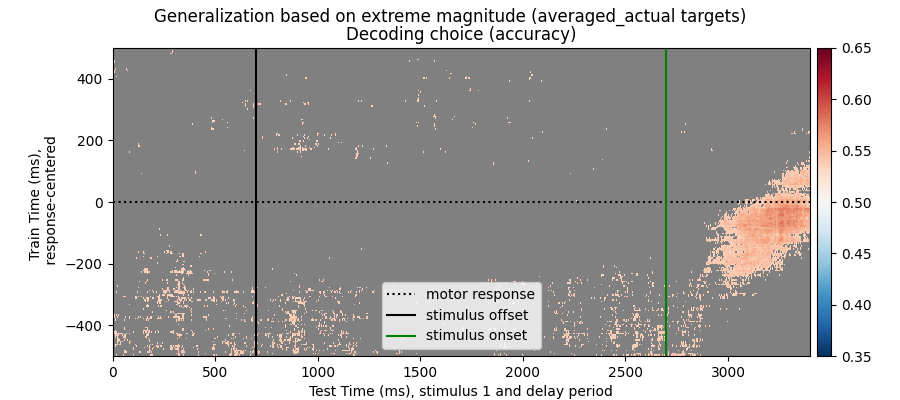 Generalization based on extreme magnitude (averaged_actual targets)
Decoding choice (accuracy)
Train Time (ms),
response-centered
400
200
0
−200
−400
motor response
stimulus offset
stimulus onset
0
500
1000
1500
2000
2500
3000
Test Time (ms), stimulus 1 and delay period
0.65
0.60
0.55
0.50
0.45
0.40
0.35